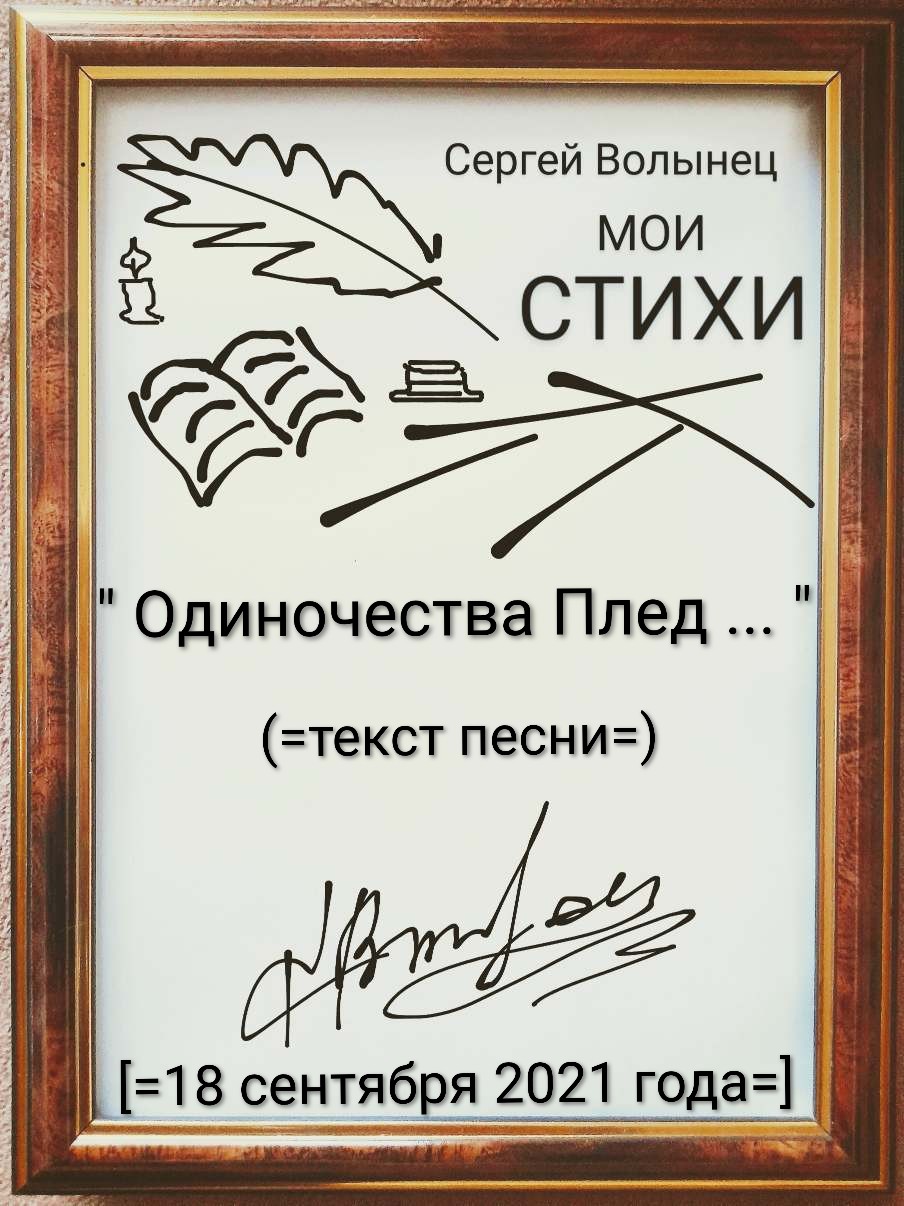 Сергей Волынец
МОИ
СТИХИ
" Одиночества Плед ... "
(=текст песни=)
[=18 сентября 2021 года=]